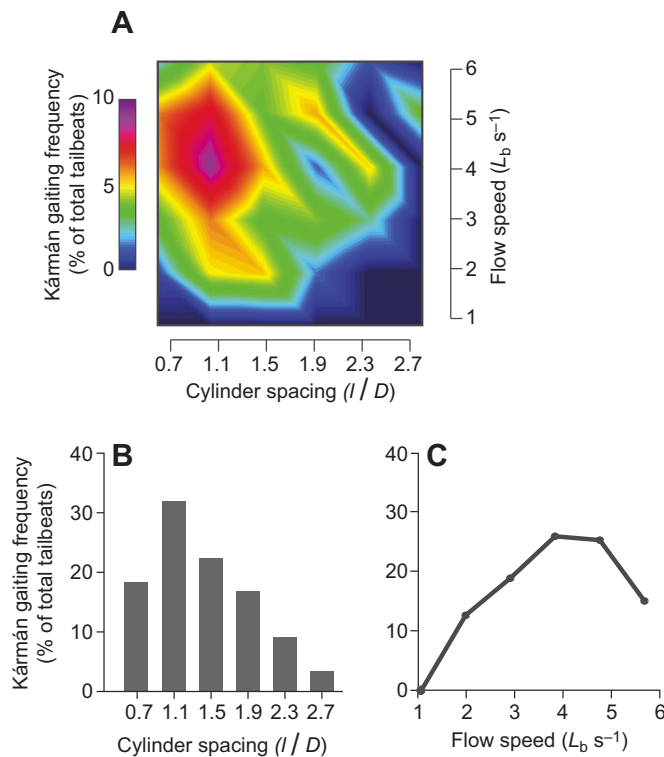 A
Kármán gaiting frequency
(% of total tailbeats)
10
5
0
6
5
4
3
2
1
Flow speed (Lb s–1)
0.7 1.1 1.5 1.9 2.3 2.7
Cylinder spacing (l / D)
B
Kármán gaiting frequency
(% of total tailbeats)
40
30
20
10
0
0.7 1.1 1.5 1.9 2.3 2.7
Cylinder spacing (l / D)
C
40
30
20
10
0
1 2 3 4 5 6
Flow speed (Lb s–1)